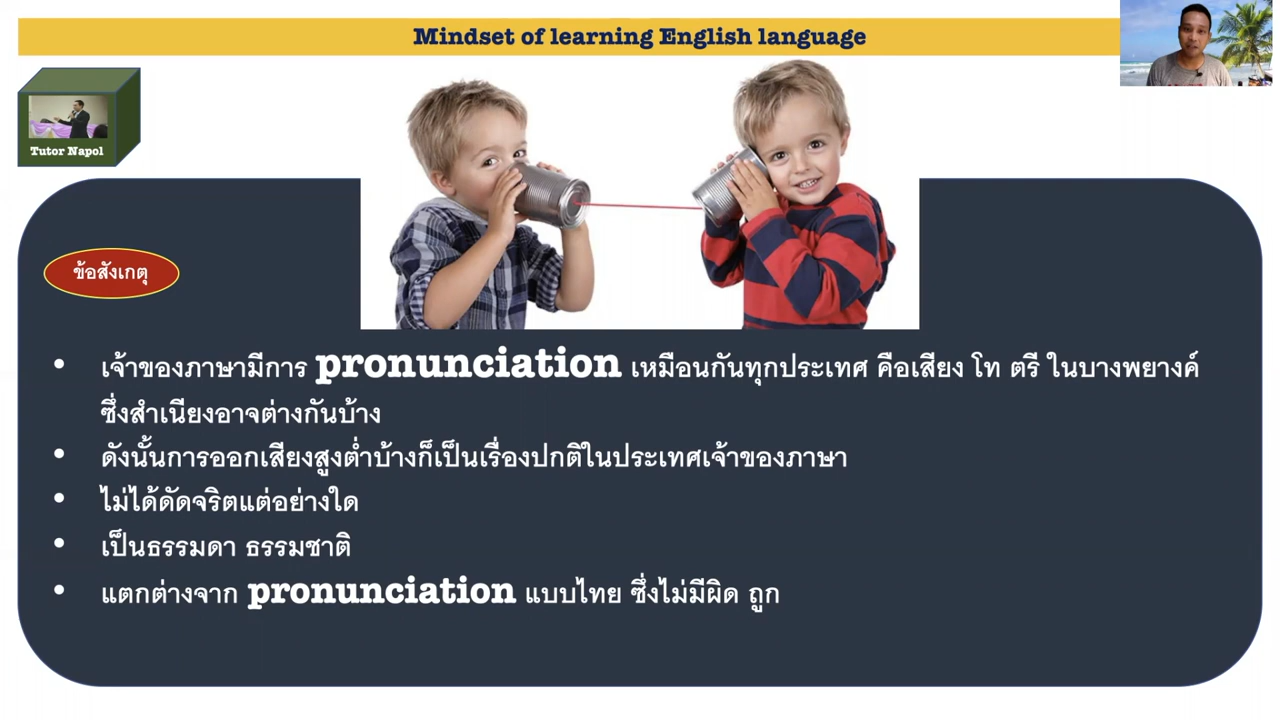 Mindset of learning English language
Tutor Napol
ข้อสังเกตุ
• เจ้าของภาษามีการ pronunciation เหมือนกันทุกประเทศ คือเสียง โท ตรี ในบางพยางค์
ซึ่งสำเนียงอาจต่างกันบ้าง
• ดังนั้นการออกเสียงสูงต่ำบ้างก็เป็นเรื่องปกติในประเทศเจ้าของภาษา
• ไม่ได้ดัดจริตแต่อย่างใด
• เป็นธรรมดา ธรรมชาติ
• แตกต่างจาก pronunciation แบบไทย ซึ่งไม่มีผิด ถูก